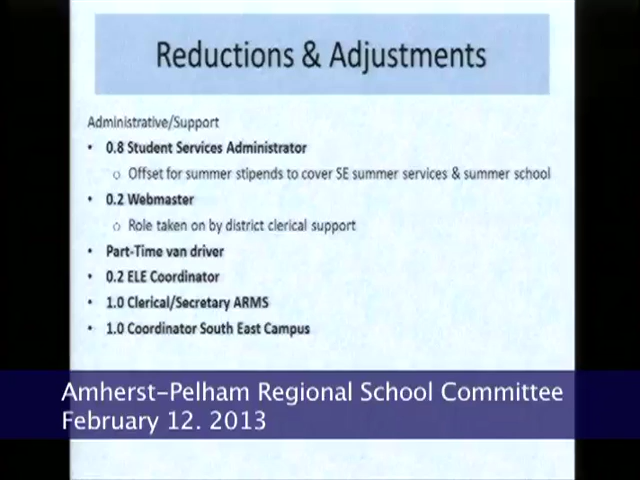 Reductions & Adjustments
Administrative/Support
• 0.8 Student Services Administrator
o Offset for summer stipends to cover SE summer services & summer school
• 0.2 Webmaster
o Role taken on by district clerical support
• Part-Time van driver
• 0.2 ELE Coordinator
• 1.0 Clerical/Secretary ARMS
• 1.0 Coordinator South East Campus
Amherst-Pelham Regional School Committee
February 12. 2013